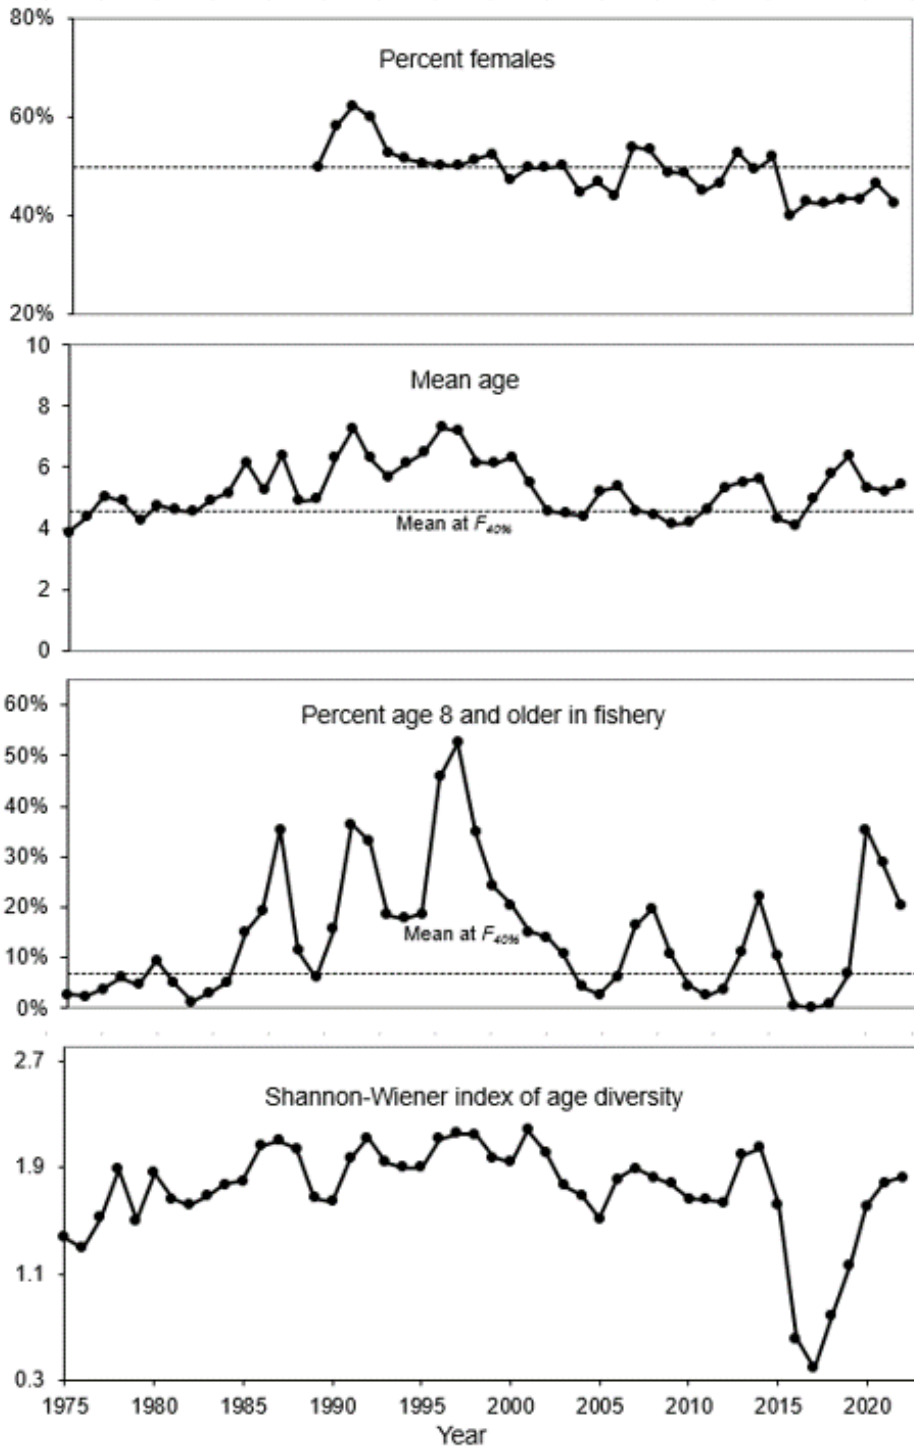 80%
Percent females
60%
40%
20%
10
Mean age
8
6
4
Mean at F40%
2
0
60%
Percent age 8 and older in fishery
50%
40%
30%
20%
Mean at F40%
10%
0%
2.7
Shannon-Wiener index of age diversity
1.9
1.1
0.3
1975 1980 1985 1990 1995 2000 2005 2010 2015 2020
Year